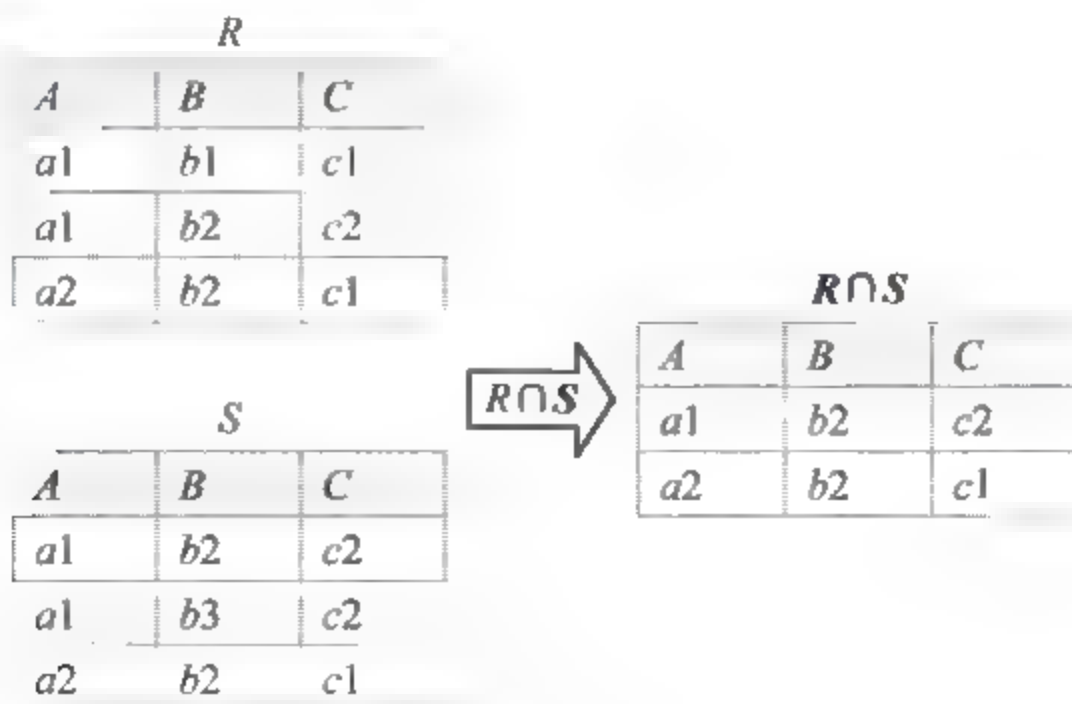 R
A B C
a1 b1 c1
a1 b2 c2
a2 b2 c1
S
A B C
a1 b2 c2
a1 b3 c2
a2 b2 c1
R∩S
R∩S
A B C
a1 b2 c2
a2 b2 c1